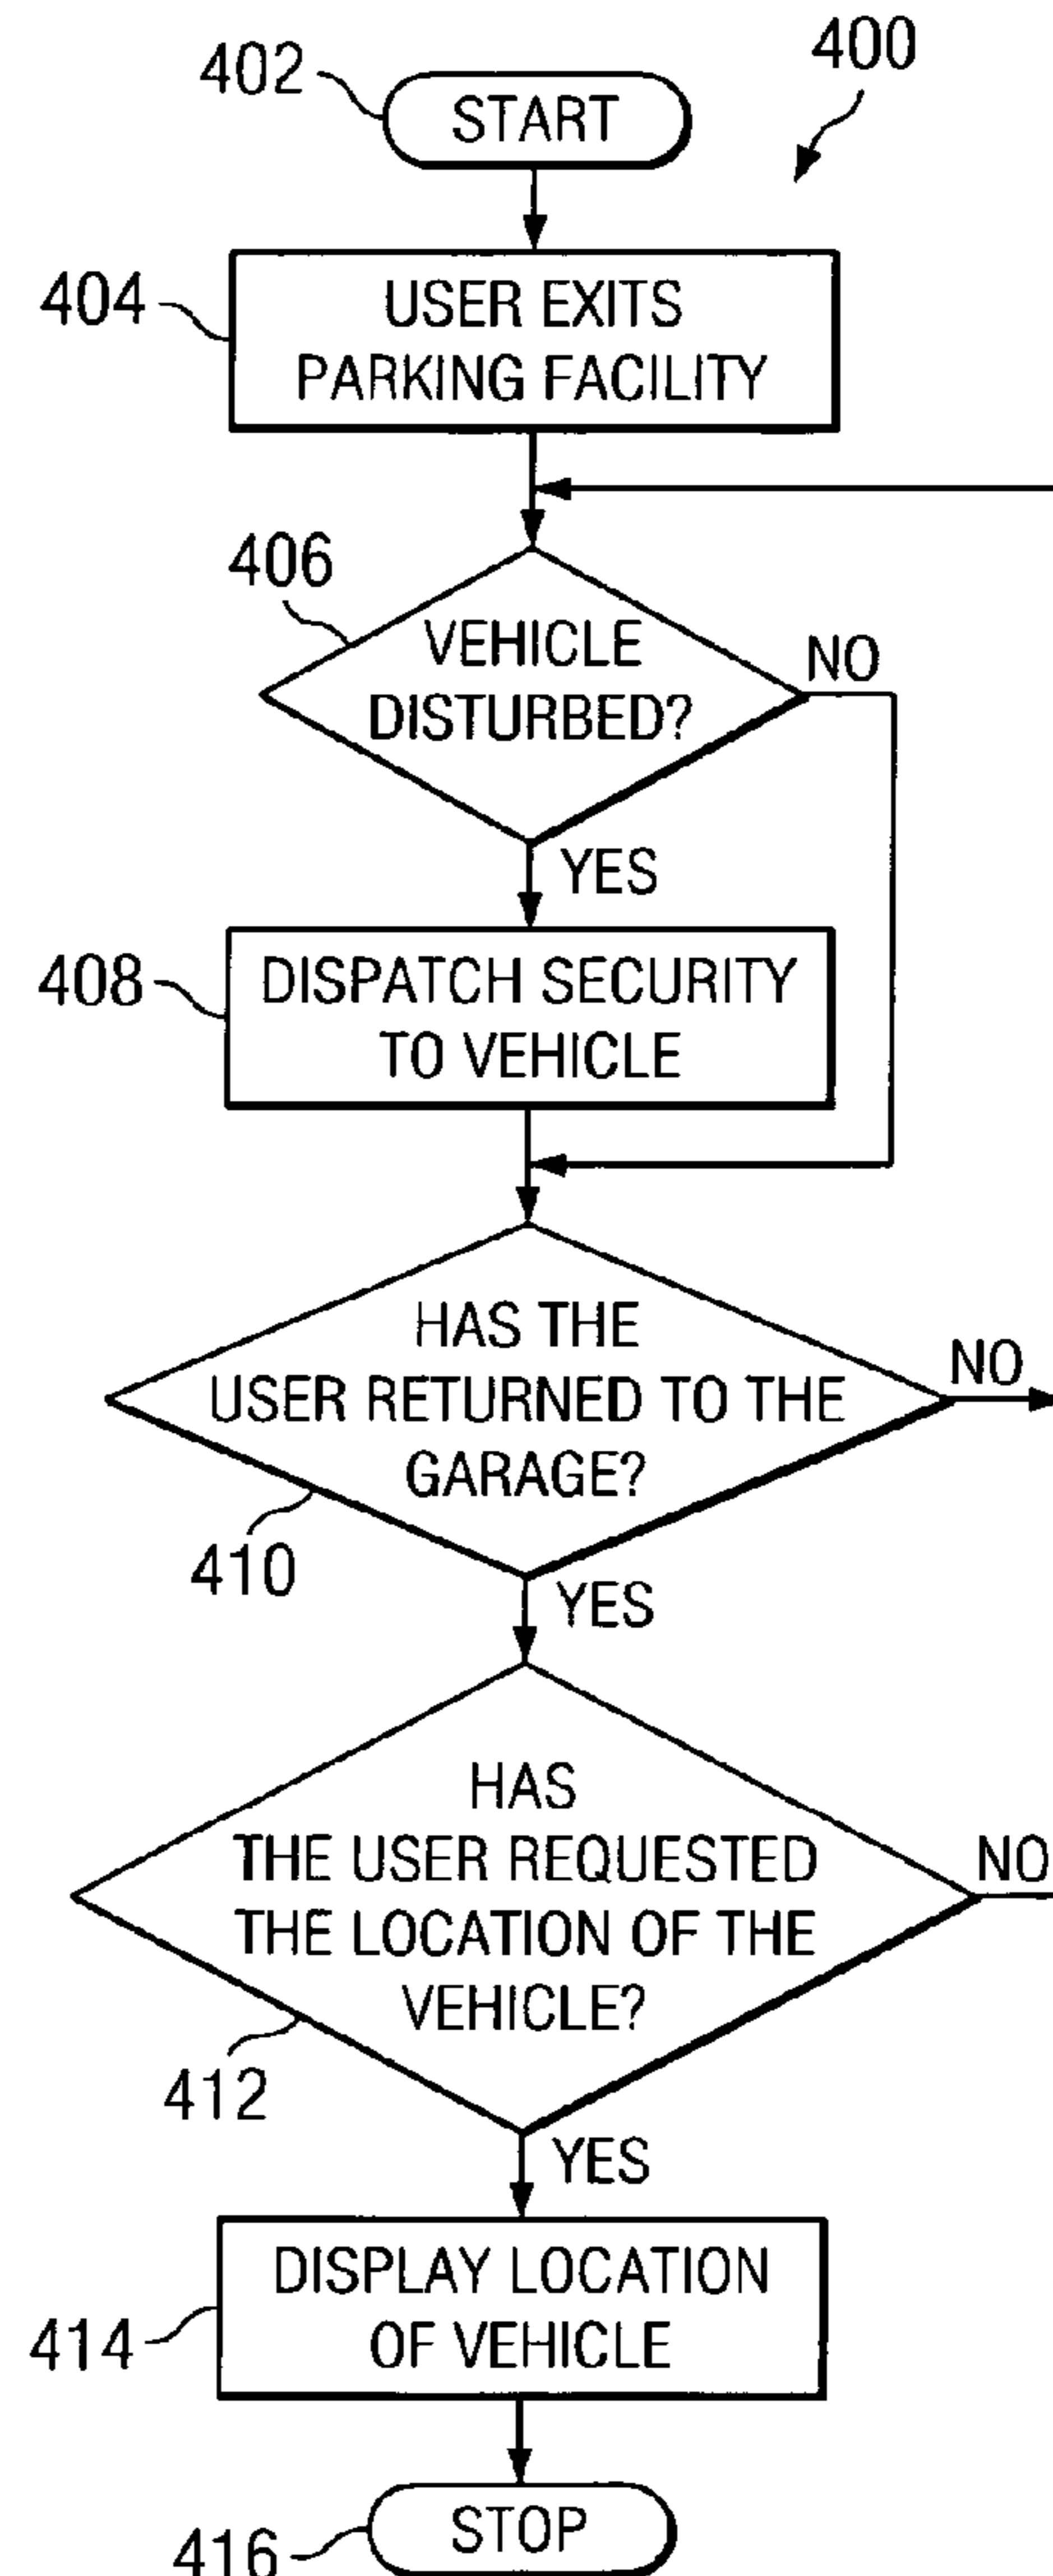 400
402
START
404
USER EXITS
PARKING FACILITY
406
VEHICLE
DISTURBED?
NO
YES
408
DISPATCH SECURITY
TO VEHICLE
HAS THE
USER RETURNED TO THE
GARAGE?
NO
410
YES
HAS
THE USER REQUESTED
THE LOCATION OF THE
VEHICLE?
NO
412
YES
DISPLAY LOCATION
OF VEHICLE
414
STOP
416